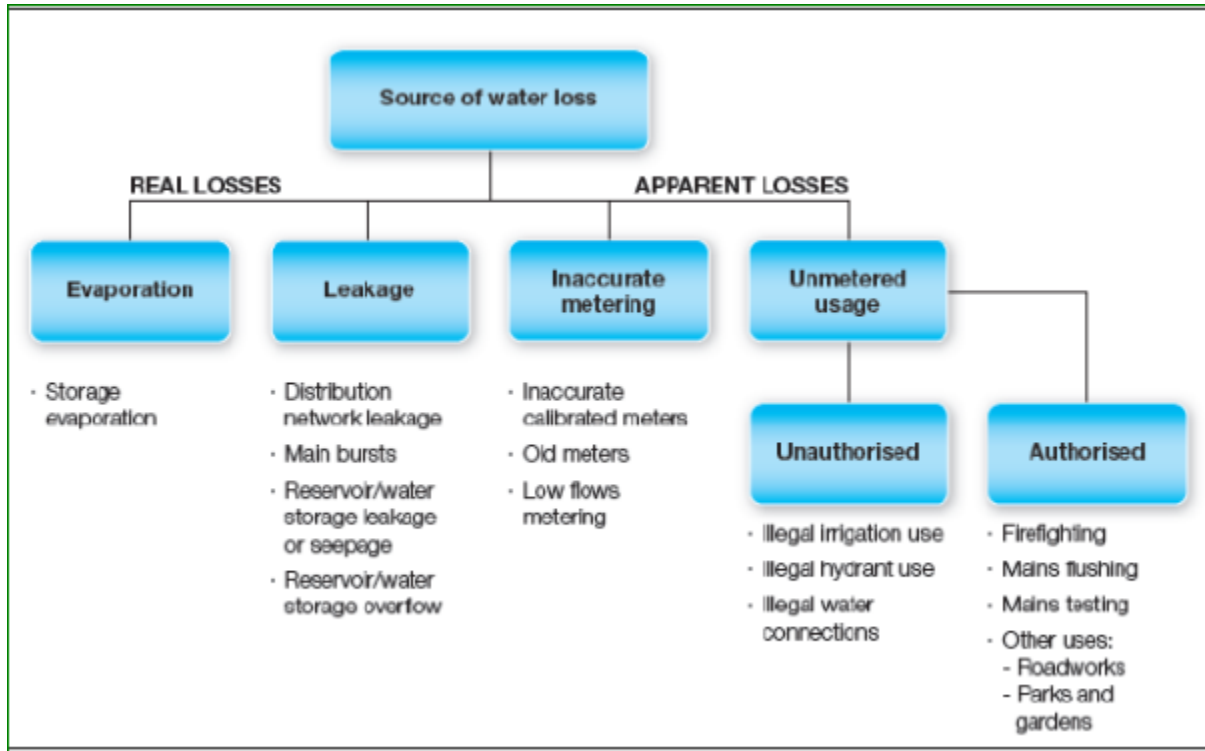 Source of water loss
REAL LOSSES
APPARENT LOSSES
Evaporation
Leakage
Inaccurate
metering
Unmetered
usage
· Storage
evaporation
· Distribution
network leakage
· Main bursts
· Reservoir/water
storage leakage
or seepage
· Reservoir/water
storage overflow
· Inaccurate
calibrated meters
· Old meters
· Low flows
metering
Unauthorised
Authorised
· Illegal irrigation use
· Illegal hydrant use
· Illegal water
connections
· Firefighting
· Mains flushing
· Mains testing
· Other uses:
- Roadworks
- Parks and
gardens